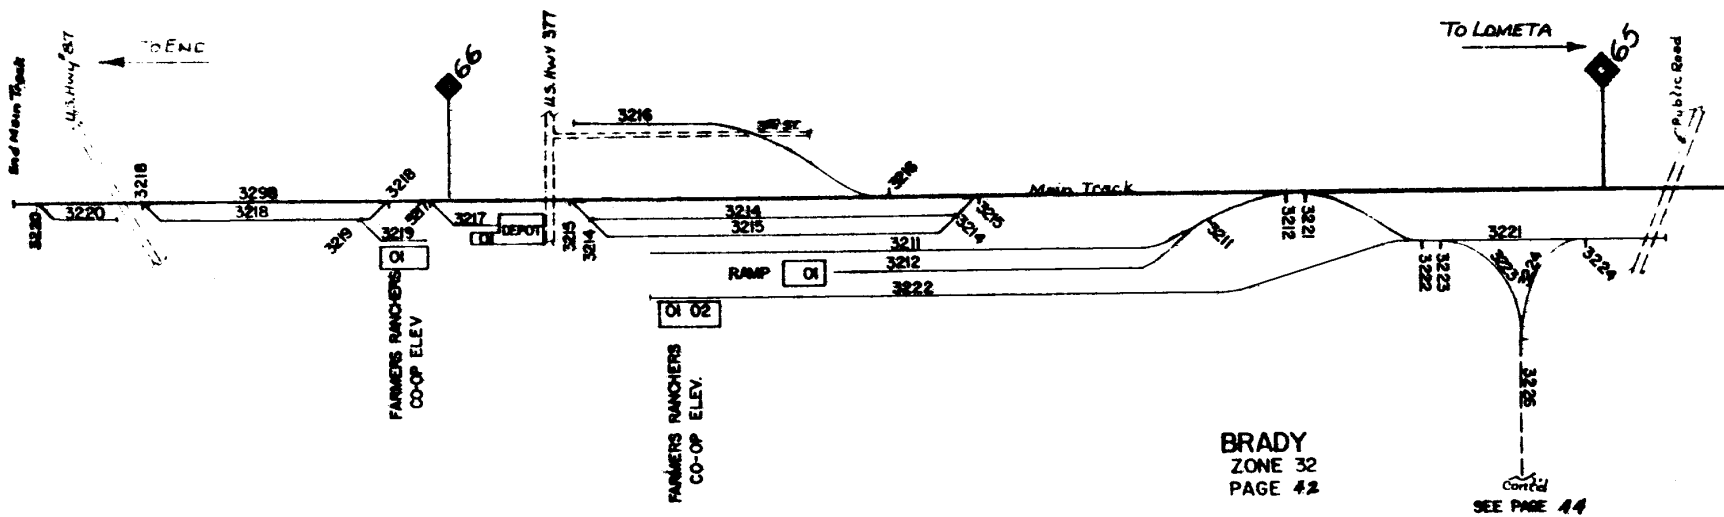 TO LOMETA
65
TO END
U.S. Hwy 87
66
U.S. Hwy 377
Public Road
End Main Track
3216
3218
3218
3216
3298
Main Track
3220
3220
3218
3217
3217
DEPOT
01
3215
3214
3215
3214
3215
3214
3219
3219
01
3211
3211
3212
3212
3221
3221
3222
3223
3223
3224
3224
RAMP
01
3212
3222
01 02
FARMERS RANCHERS
CO-OP ELEV
FARMERS RANCHERS
CO-OP ELEV.
3226
BRADY
ZONE 32
PAGE 42
Cont'd
SEE PAGE 44